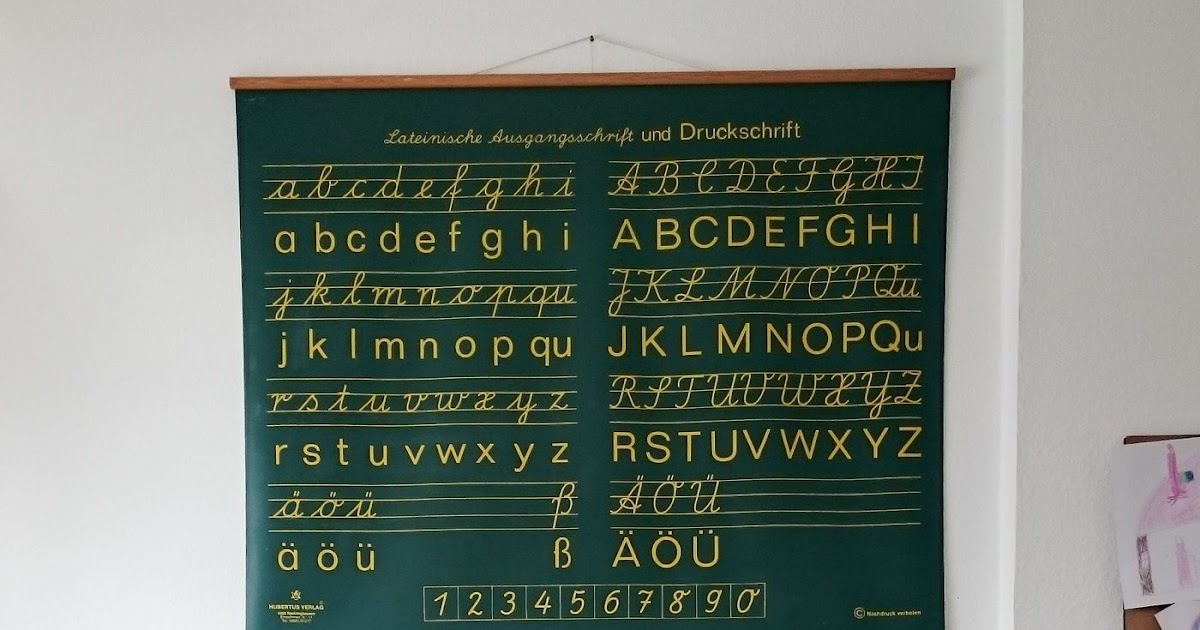 Lateinische Ausgangsschrift und Druckschrift
a b c d e f g h i A B C D E F G H I
a b c d e f g h i A B C D E F G H I
j k l m n o p qu J K L M N O P Qu
j k l m n o p qu J K L M N O P Qu
r s t u v w x y z R S T U V W X Y Z
r s t u v w x y z R S T U V W X Y Z
ä ö ü ß Ä Ö Ü
ä ö ü ß Ä Ö Ü
1 2 3 4 5 6 7 8 9 0
HUBERTUS VERLAG
© Nachdruck verboten